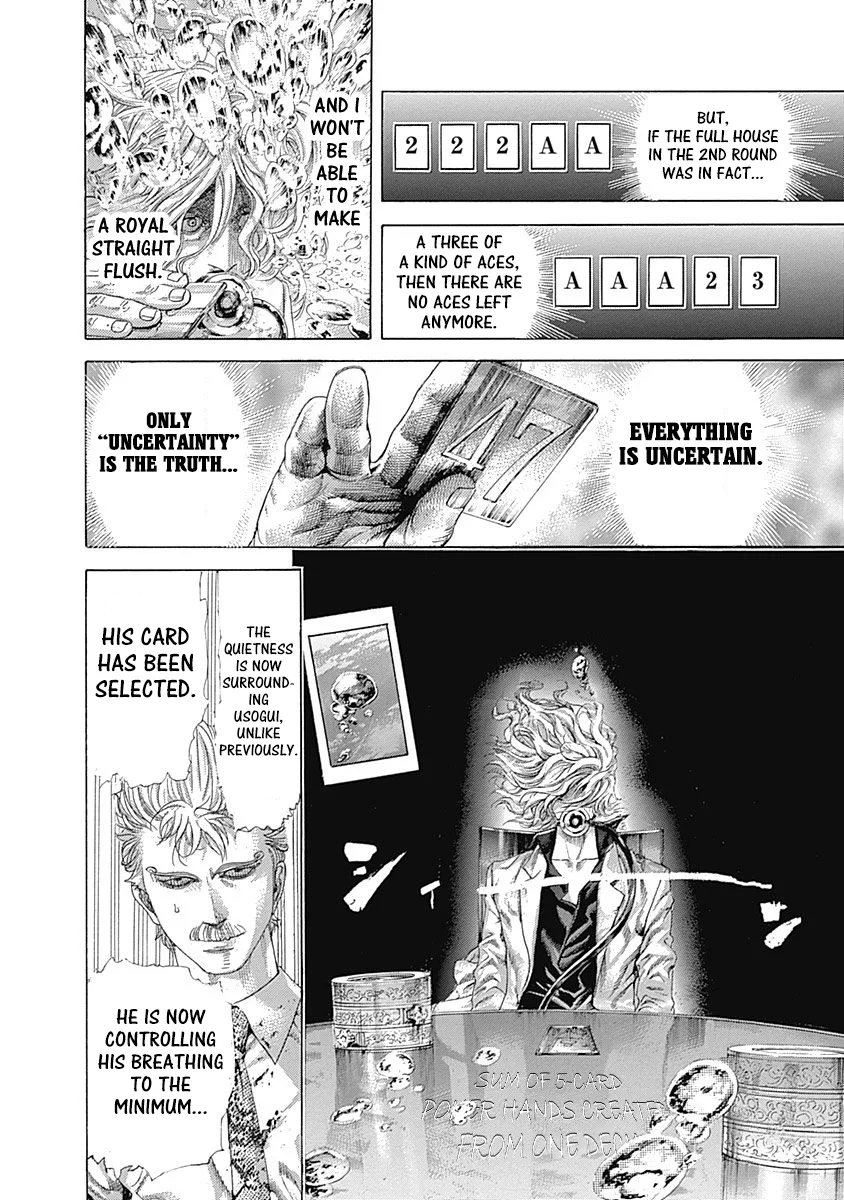 BUT,
IF THE FULL HOUSE
IN THE 2ND ROUND
WAS IN FACT...
2 2 2 A A
A A A 2 3
A THREE OF
A KIND OF ACES,
THEN THERE ARE
NO ACES LEFT
ANYMORE.
AND I
WON'T
BE
ABLE
TO
MAKE
A ROYAL
STRAIGHT
FLUSH.
EVERYTHING
IS UNCERTAIN.
47
ONLY
“UNCERTAINTY”
IS THE TRUTH...
SUM OF 5-CARD
POKER HANDS CREATE
FROM ONE DE
THE
QUIETNESS
IS NOW
SURROUND-
ING
USOGUI,
UNLIKE
PREVIOUSLY.
HIS CARD
HAS BEEN
SELECTED.
HE IS NOW
CONTROLLING
HIS BREATHING
TO THE
MINIMUM...